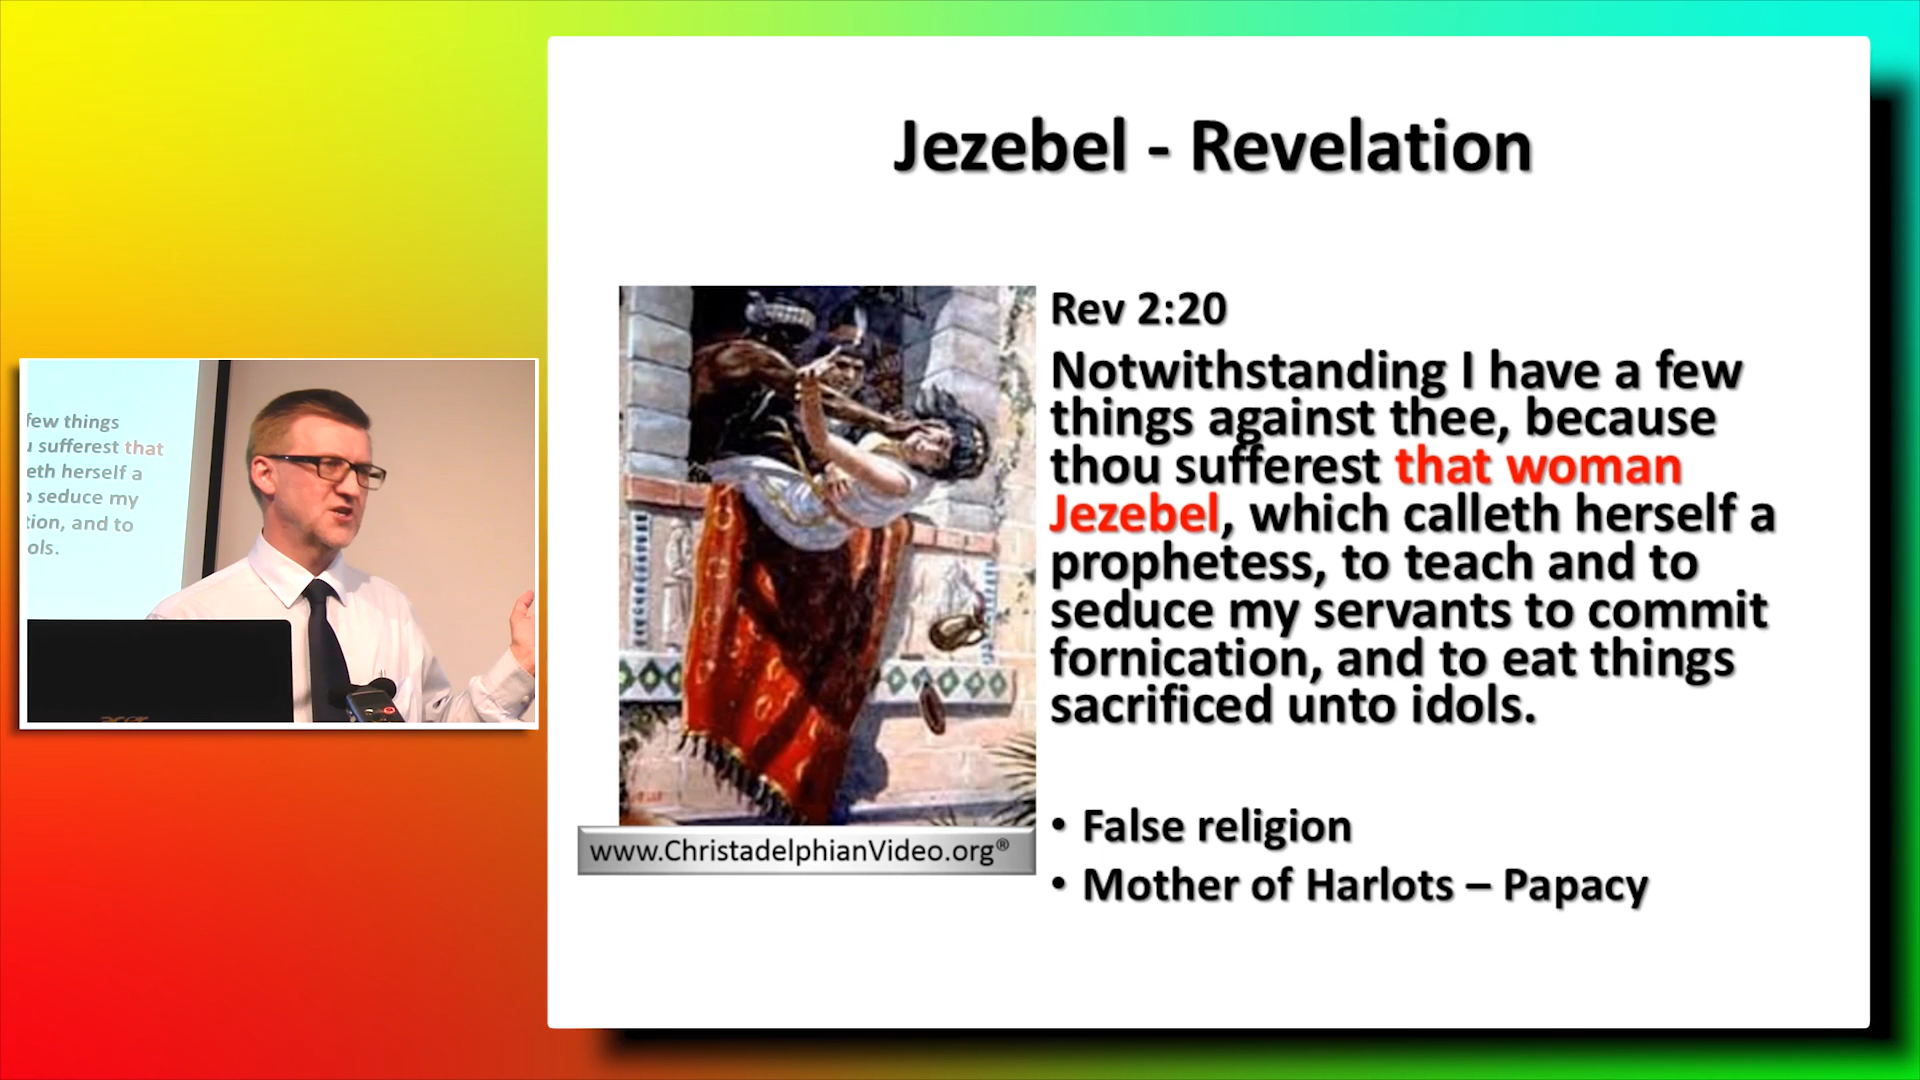 Jezebel - Revelation
few things
u sufferest that
eth herself a
o seduce my
tion, and to
ols.
acer
Rev 2:20
Notwithstanding I have a few
things against thee, because
thou sufferest that woman
Jezebel, which calleth herself a
prophetess, to teach and to
seduce my servants to commit
fornication, and to eat things
sacrificed unto idols.
• False religion
• Mother of Harlots – Papacy
www.ChristadelphianVideo.org®